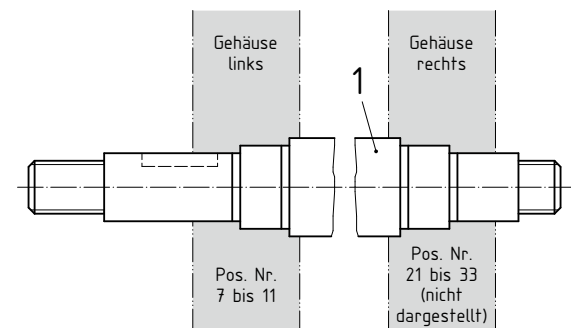 Gehäuse
links
Gehäuse
rechts
1
Pos. Nr.
7 bis 11
Pos. Nr.
21 bis 33
(nicht
dargestellt)